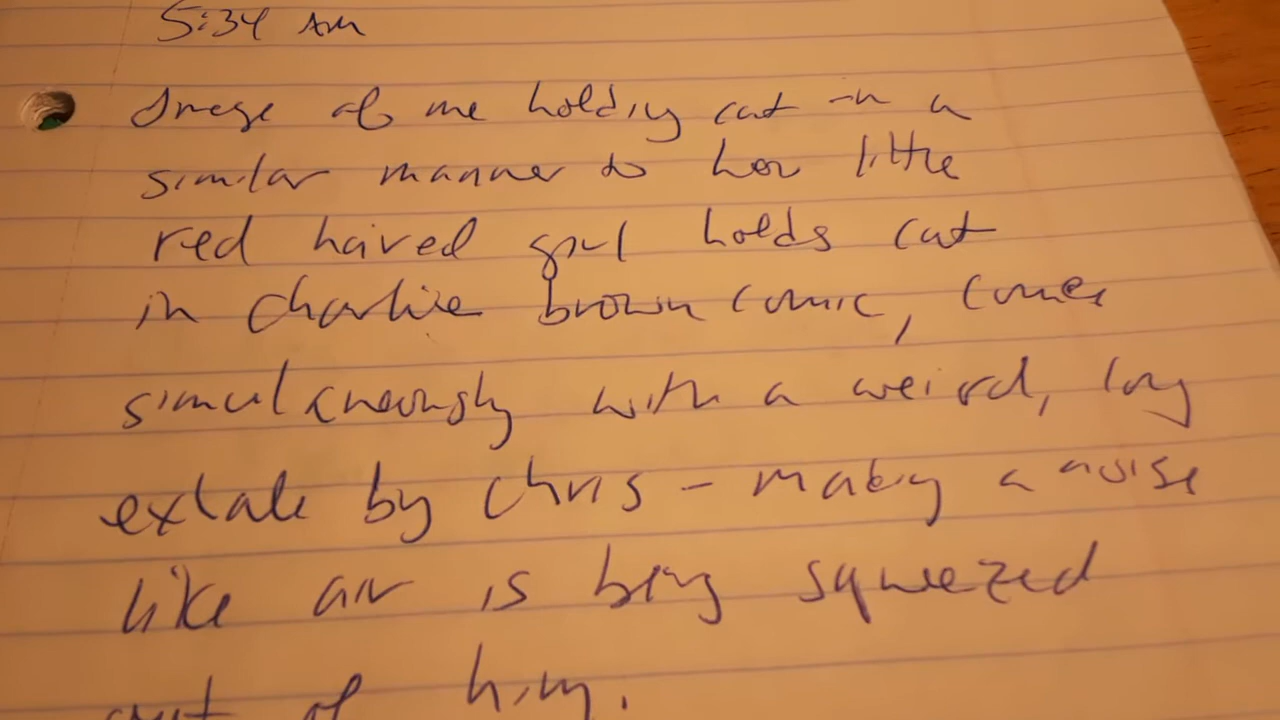 5:34 AM
Image of me holding cat in a
similar manner to how little
red haired girl holds cat
in charlie brown comic, comes
simultaneously with a weird, long
exhale by Chris - making a noise
like air is being squeezed
out of him.